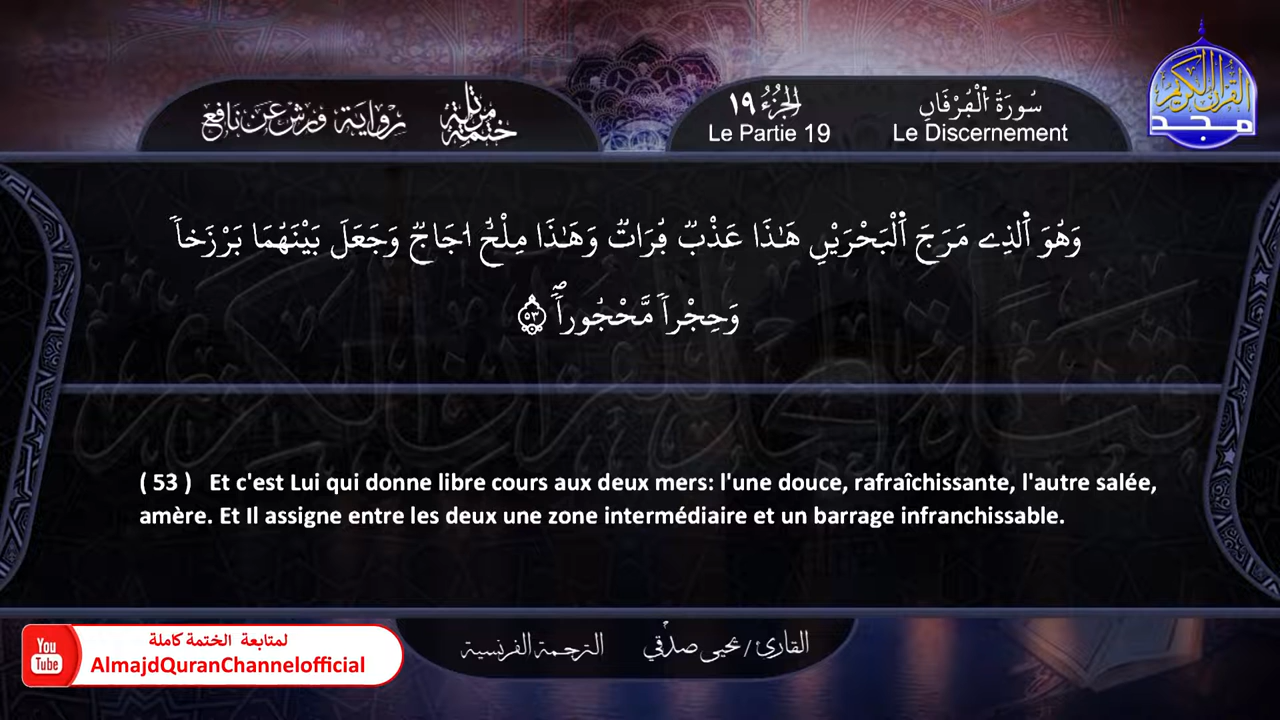 ختمة مرتلة
رواية ورش عن نافع
الجزء ١٩
Le Partie 19
سُورَةُ اُ۬لْفُرْقَانِ
Le Discernement
القرآن الكريم
مجد
وَهُوَ اَ۬لذِے مَرَجَ اَ۬لْبَحْرَيْنِ هَٰذَا عَذْبٞ فُرَاتٞ وَهَٰذَا مِلْحٌ ا۟جَاجٞ وَجَعَلَ بَيْنَهُمَا بَرْزَخاٗ
وَحِجْراٗ مَّحْجُوراٗۖ ٥٣
( 53 ) Et c'est Lui qui donne libre cours aux deux mers: l'une douce, rafraîchissante, l'autre salée,
amère. Et Il assigne entre les deux une zone intermédiaire et un barrage infranchissable.
You
Tube
لمتابعة الختمة كاملة
AlmajdQuranChannelofficial
القارئ / يحيى صدقي
الترجمة الفرنسية